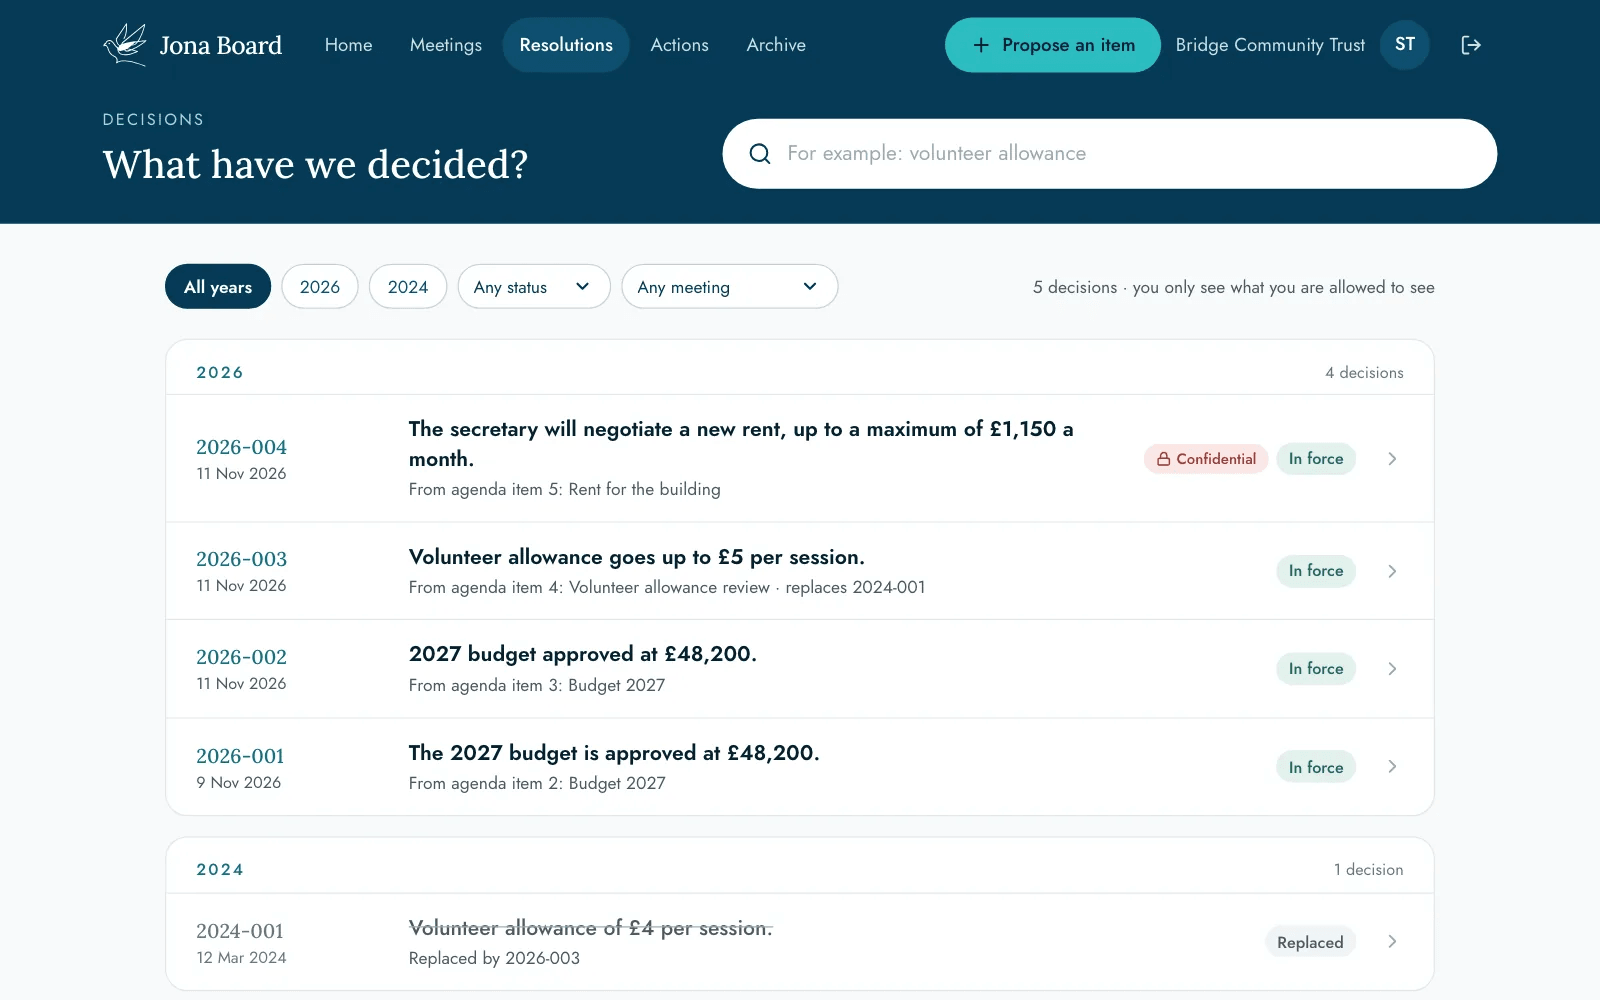 Jona Board
Home
Meetings
Resolutions
Actions
Archive
Propose an item
Bridge Community Trust
ST
DECISIONS
What have we decided?
For example: volunteer allowance
All years
2026
2024
Any status
Any meeting
5 decisions · you only see what you are allowed to see
2026
4 decisions
2026-004
11 Nov 2026
The secretary will negotiate a new rent, up to a maximum of £1,150 a
month.
From agenda item 5: Rent for the building
Confidential
In force
2026-003
11 Nov 2026
Volunteer allowance goes up to £5 per session.
From agenda item 4: Volunteer allowance review · replaces 2024-001
In force
2026-002
11 Nov 2026
2027 budget approved at £48,200.
From agenda item 3: Budget 2027
In force
2026-001
9 Nov 2026
The 2027 budget is approved at £48,200.
From agenda item 2: Budget 2027
In force
2024
1 decision
2024-001
12 Mar 2024
Volunteer allowance of £4 per session.
Replaced by 2026-003
Replaced